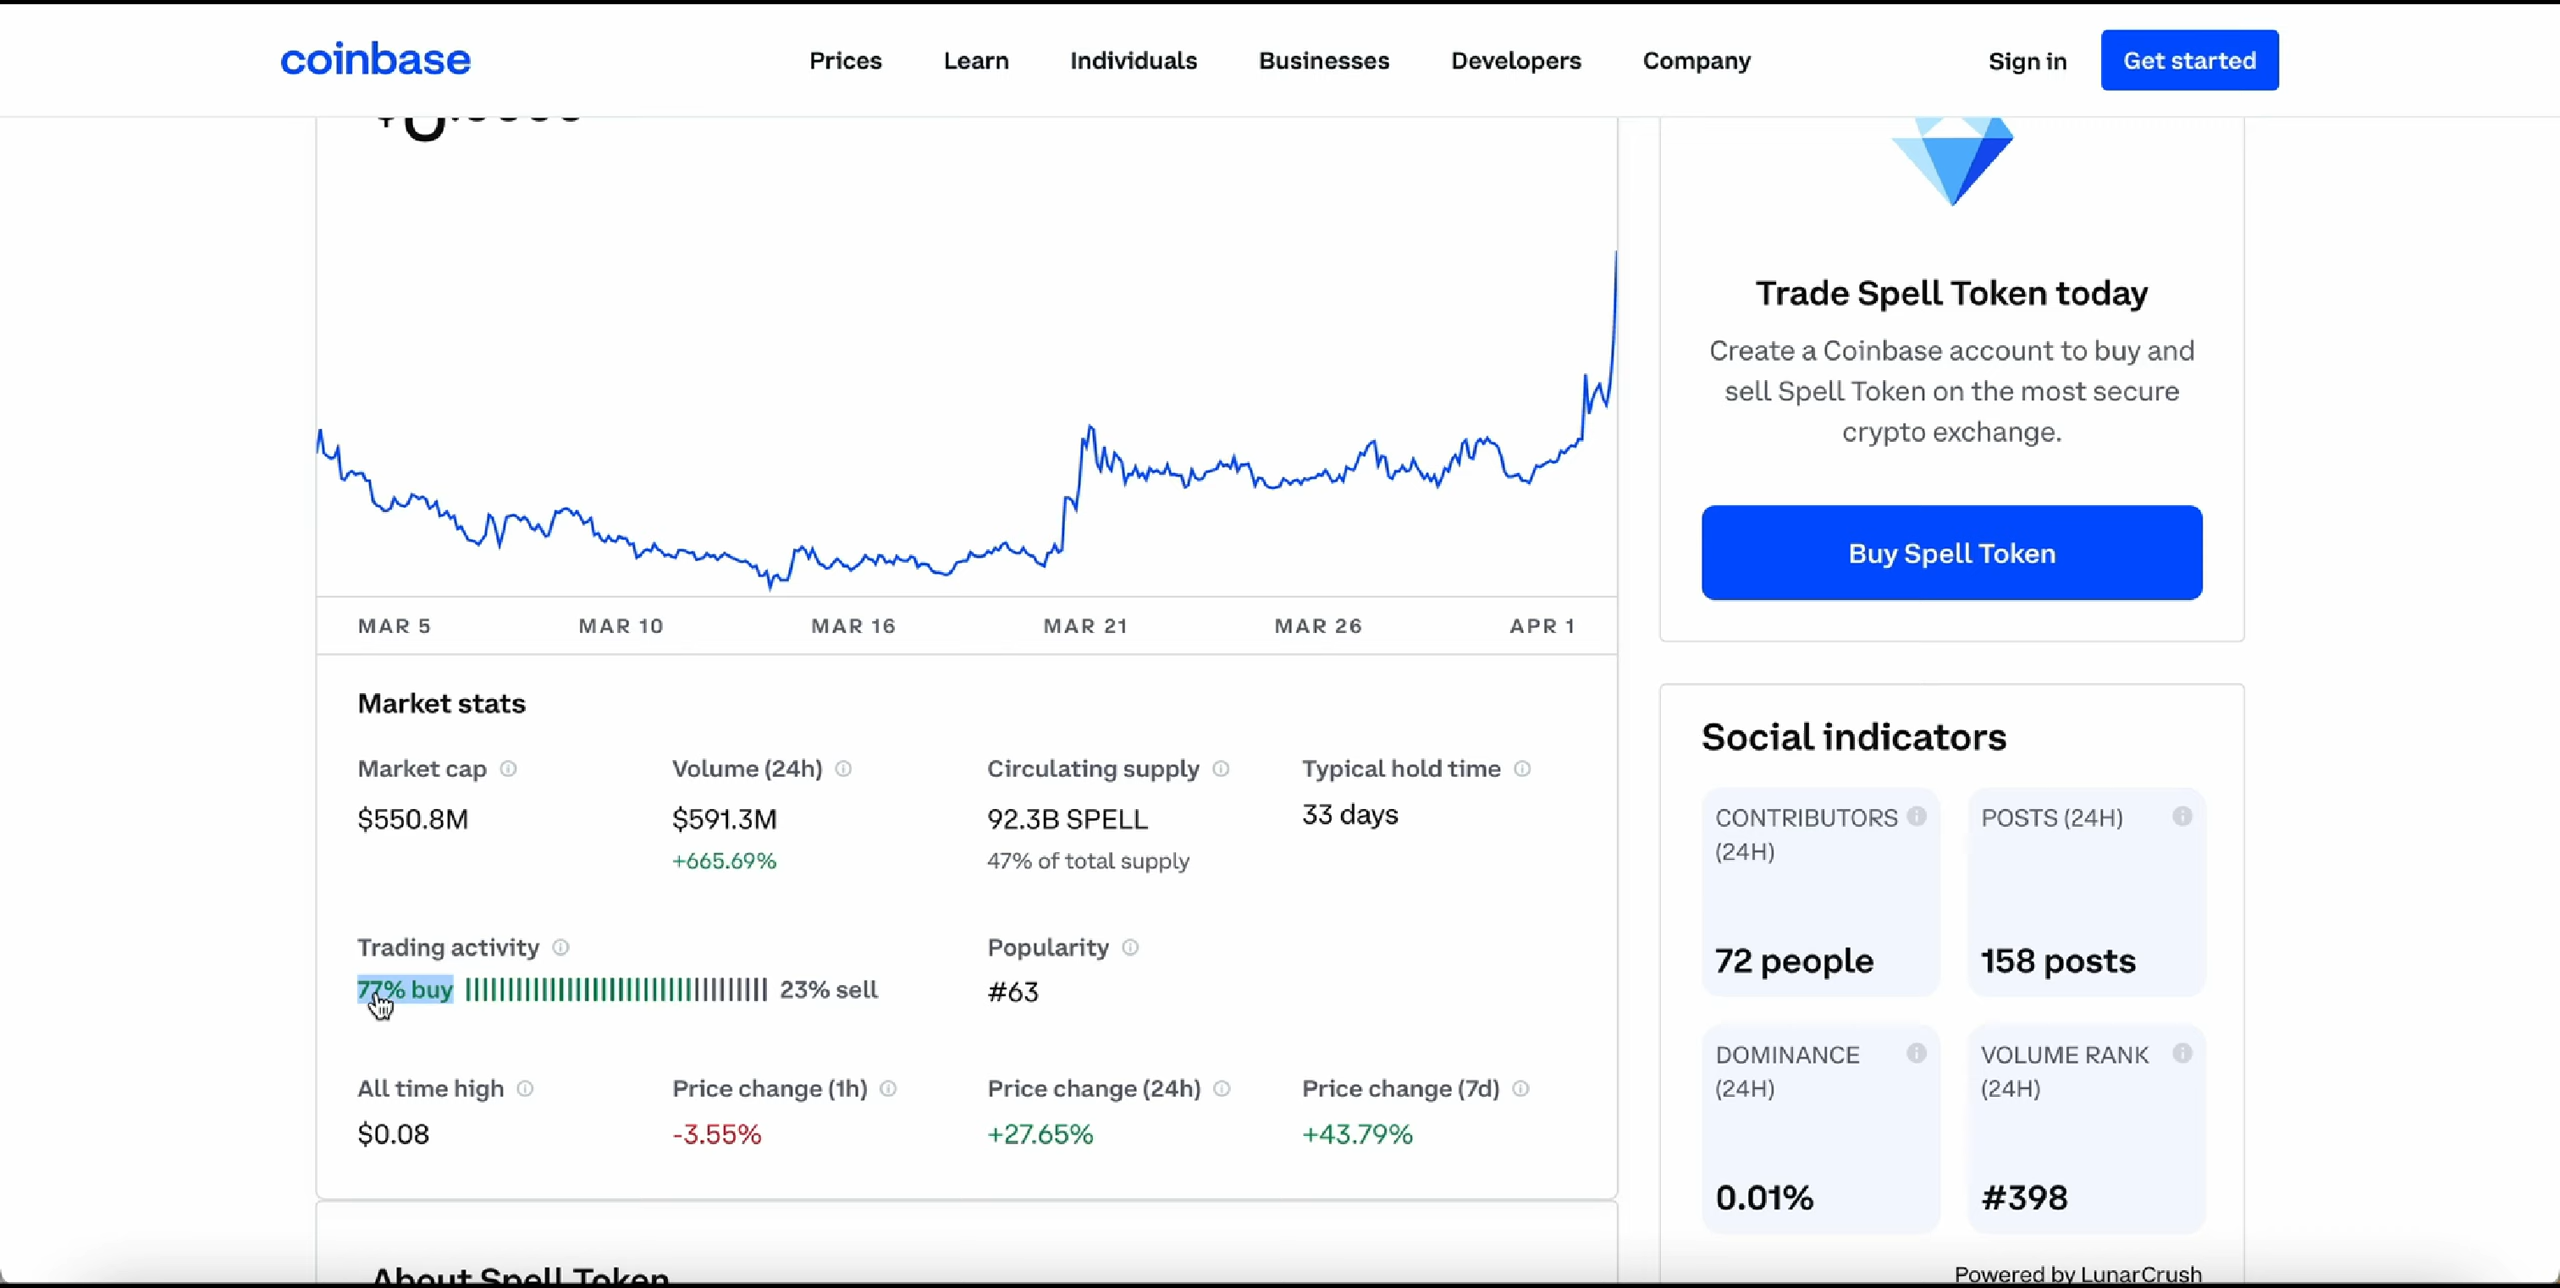 coinbase
Prices
Learn
Individuals
Businesses
Developers
Company
Sign in
Get started
MAR 5
MAR 10
MAR 16
MAR 21
MAR 26
APR 1
Market stats
Market cap
$550.8M
Volume (24h)
$591.3M
+665.69%
Circulating supply
92.3B SPELL
47% of total supply
Typical hold time
33 days
Trading activity
77% buy
23% sell
Popularity
#63
All time high
$0.08
Price change (1h)
-3.55%
Price change (24h)
+27.65%
Price change (7d)
+43.79%
About Spell Token
Trade Spell Token today
Create a Coinbase account to buy and
sell Spell Token on the most secure
crypto exchange.
Buy Spell Token
Social indicators
CONTRIBUTORS
(24H)
72 people
POSTS (24H)
158 posts
DOMINANCE
(24H)
0.01%
VOLUME RANK
(24H)
#398
Powered by LunarCrush